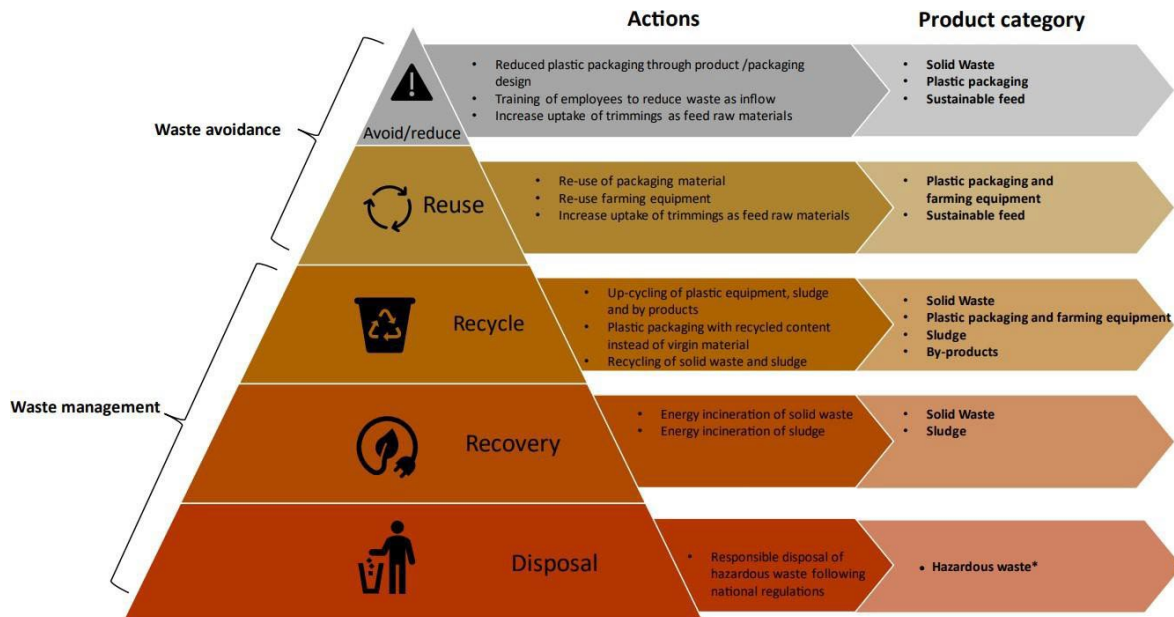 Actions
Product category
Waste avoidance
Avoid/reduce
• Reduced plastic packaging through product /packaging
design
• Training of employees to reduce waste as inflow
• Increase uptake of trimmings as feed raw materials
• Solid Waste
• Plastic packaging
• Sustainable feed
Reuse
• Re-use of packaging material
• Re-use farming equipment
• Increase uptake of trimmings as feed raw materials
• Plastic packaging and
farming equipment
• Sustainable feed
Waste management
Recycle
• Up-cycling of plastic equipment, sludge
and by products
• Plastic packaging with recycled content
instead of virgin material
• Recycling of solid waste and sludge
• Solid Waste
• Plastic packaging and farming equipment
• Sludge
• By-products
Recovery
• Energy incineration of solid waste
• Energy incineration of sludge
• Solid Waste
• Sludge
Disposal
• Responsible disposal of
hazardous waste following
national regulations
• Hazardous waste*